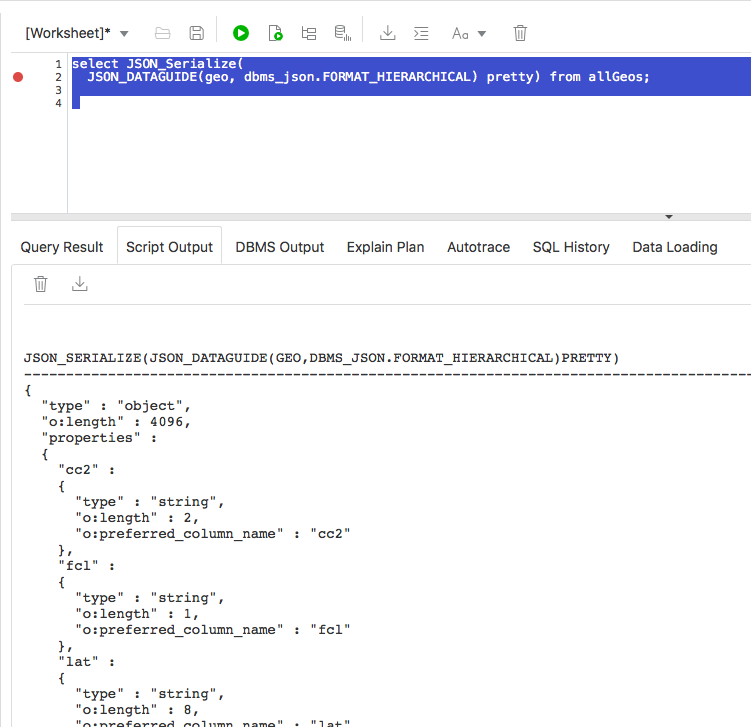 [Worksheet]*
Aa
1 select JSON_Serialize(
2   JSON_DATAGUIDE(geo, dbms_json.FORMAT_HIERARCHICAL) pretty) from allGeos;
3
4
Query Result Script Output DBMS Output Explain Plan Autotrace SQL History Data Loading
JSON_SERIALIZE(JSON_DATAGUIDE(GEO,DBMS_JSON.FORMAT_HIERARCHICAL)PRETTY)
--------------------------------------------------------------------------------
{
  "type" : "object",
  "o:length" : 4096,
  "properties" :
  {
    "cc2" :
    {
      "type" : "string",
      "o:length" : 2,
      "o:preferred_column_name" : "cc2"
    },
    "fcl" :
    {
      "type" : "string",
      "o:length" : 1,
      "o:preferred_column_name" : "fcl"
    },
    "lat" :
    {
      "type" : "string",
      "o:length" : 8,
      "o:preferred_column_name" : "lat"